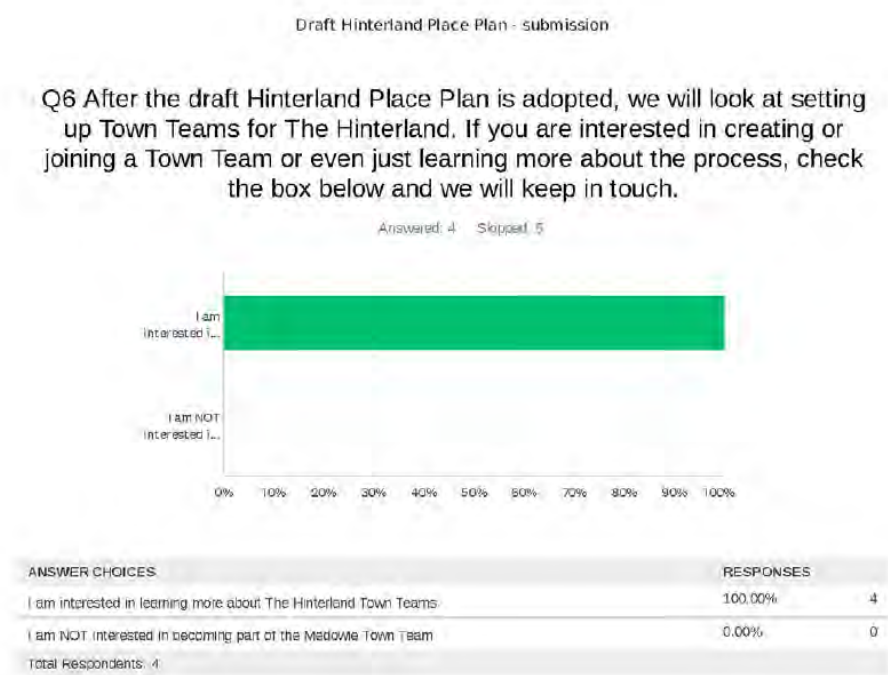 Draft Hinterland Place Plan - submission
Q6 After the draft Hinterland Place Plan is adopted, we will look at setting
up Town Teams for The Hinterland. If you are interested in creating or
joining a Town Team or even just learning more about the process, check
the box below and we will keep in touch.
Answered: 4 Skipped: 5
I am
interested i...
I am NOT
interested i...
0% 10% 20% 30% 40% 50% 60% 70% 80% 90% 100%
ANSWER CHOICES RESPONSES
I am interested in learning more about The Hinterland Town Teams 100.00% 4
I am NOT interested in becoming part of the Medowie Town Team 0.00% 0
Total Respondents: 4